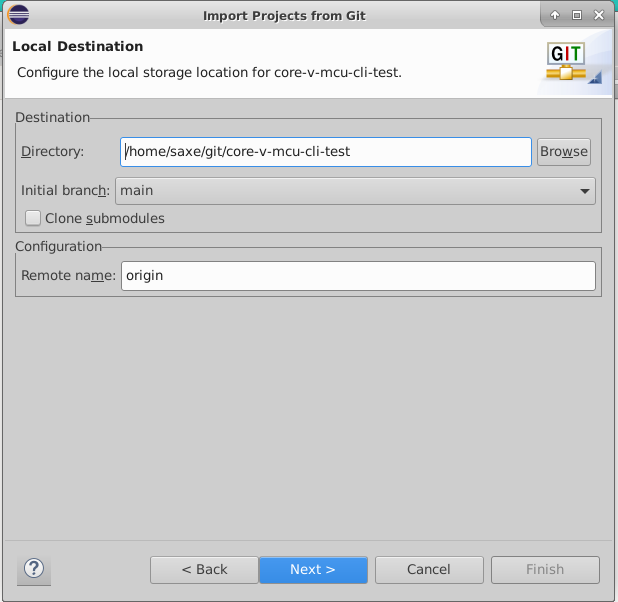 Import Projects from Git
Local Destination
Configure the local storage location for core-v-mcu-cli-test.
GIT
Destination
Directory: /home/saxe/git/core-v-mcu-cli-test Browse
Initial branch: main
Clone submodules
Configuration
Remote name: origin
? < Back Next > Cancel Finish